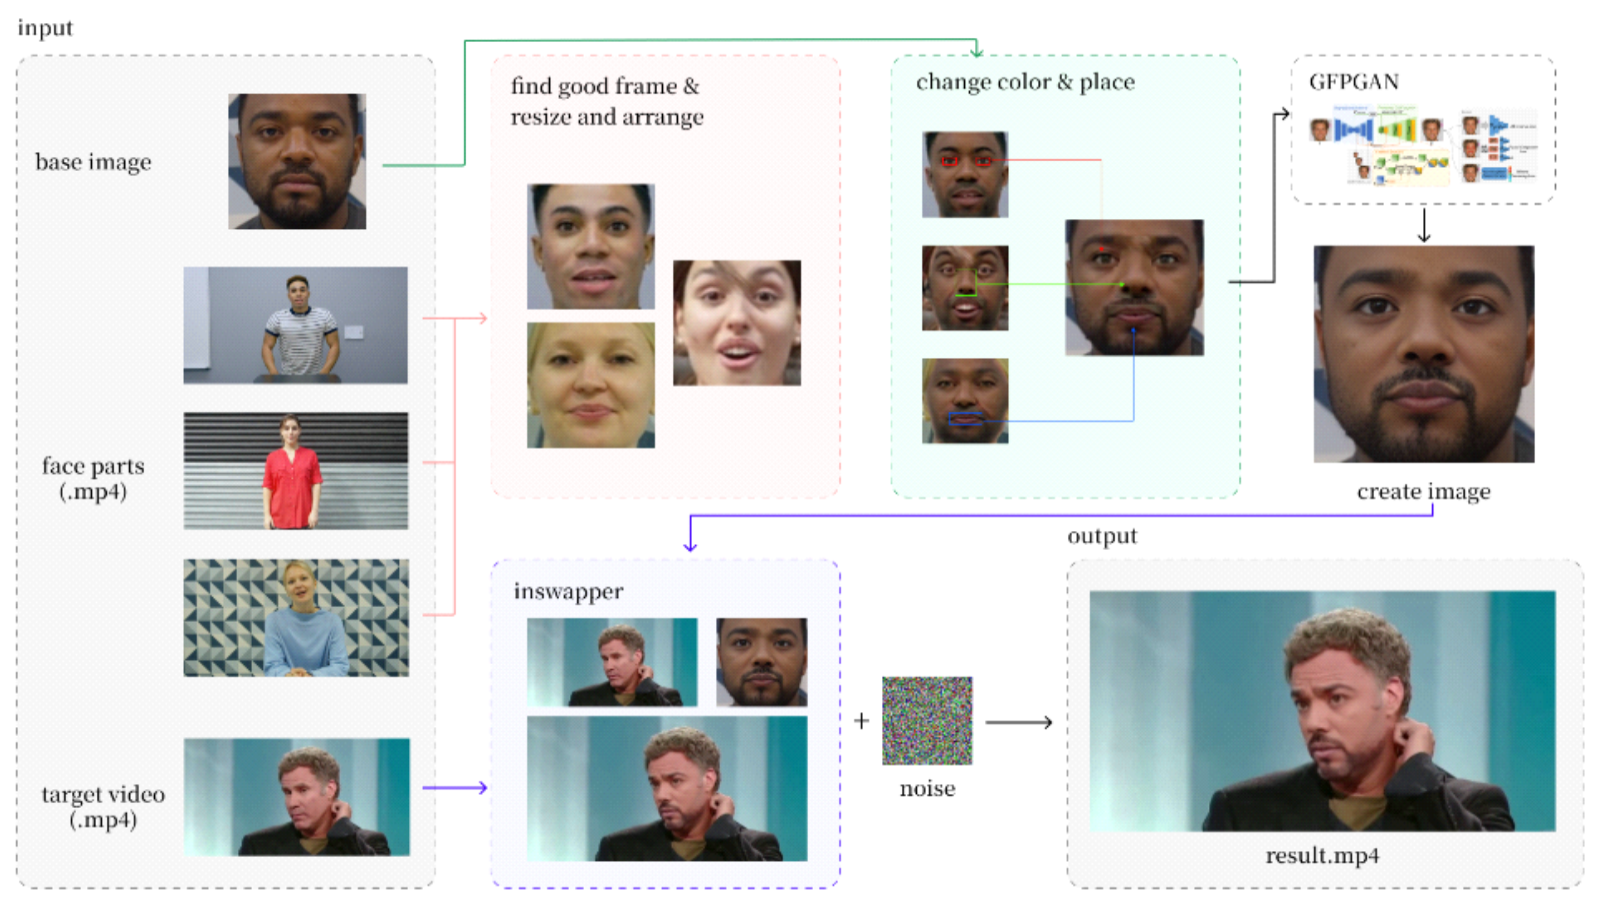 input
base image
face parts
(.mp4)
target video
(.mp4)
find good frame &
resize and arrange
change color & place
GFPGAN
create image
inswapper
+
noise
output
result.mp4